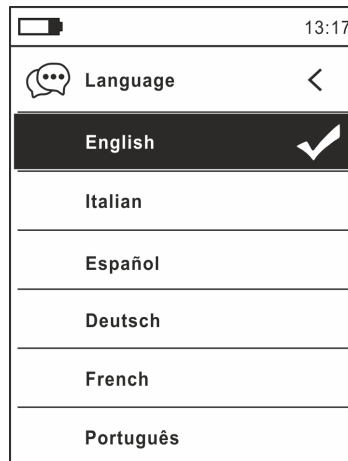 13:17
Language
English
Italian
Español
Deutsch
French
Português